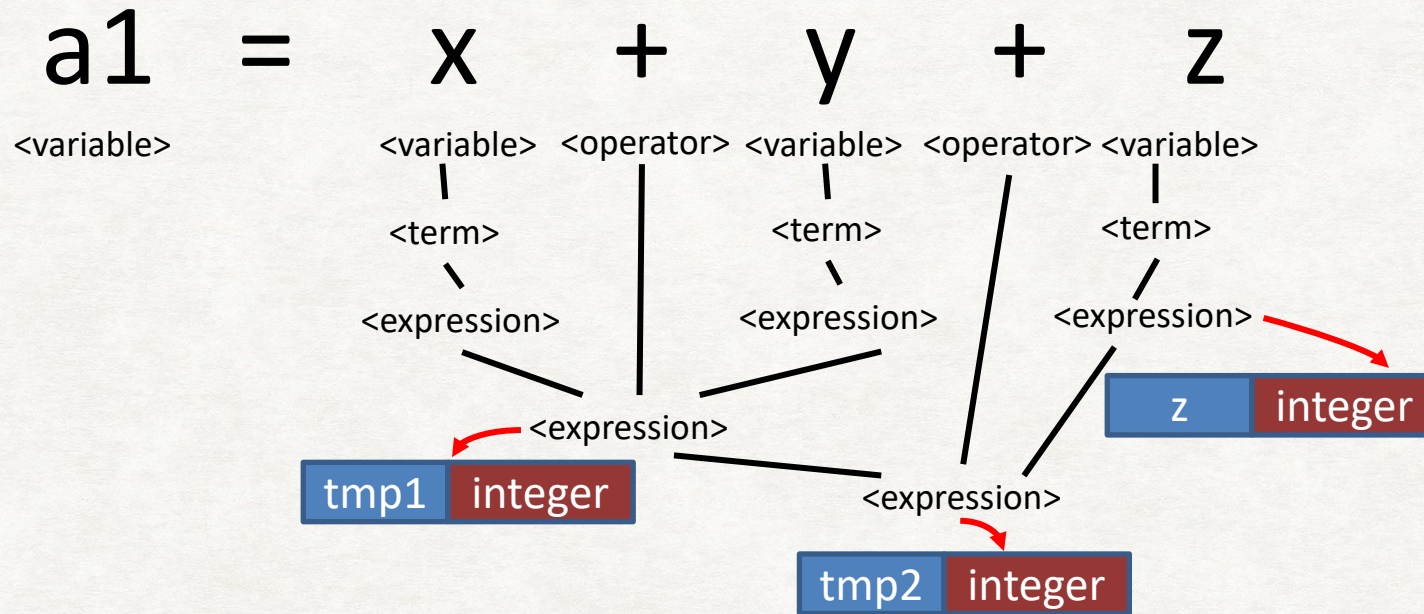 a1 = x + y + z
<variable> <variable> <operator> <variable> <operator> <variable>
<term> <term> <term>
<expression> <expression> <expression>
z integer
<expression>
tmp1 integer
<expression>
tmp2 integer